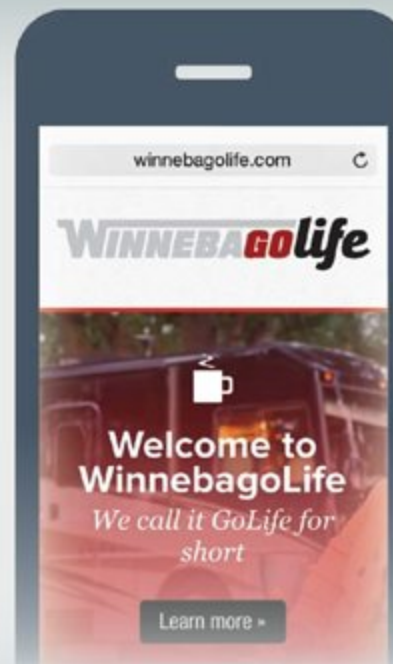 winnebagolife.com
WINNEBAGOlife
Welcome to
WinnebagoLife
We call it GoLife for
short
Learn more »